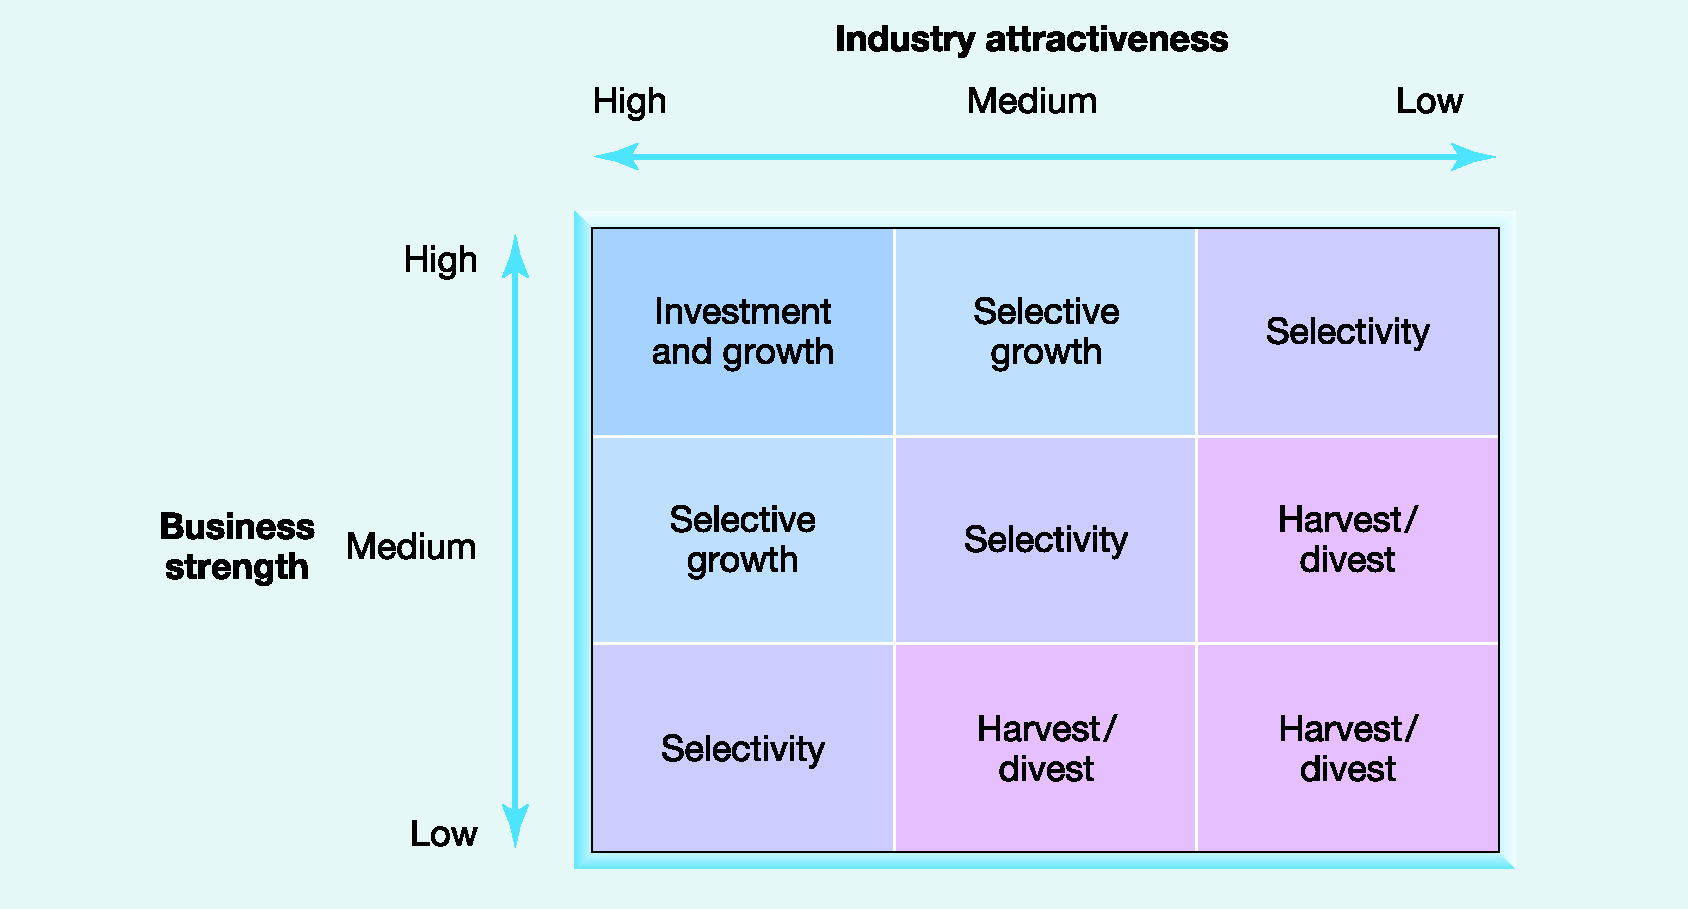 Industry attractiveness
High Medium Low
High
Investment
and growth
Selective
growth
Selectivity
Business
strength
Medium
Selective
growth
Selectivity
Harvest/
divest
Low
Selectivity
Harvest/
divest
Harvest/
divest